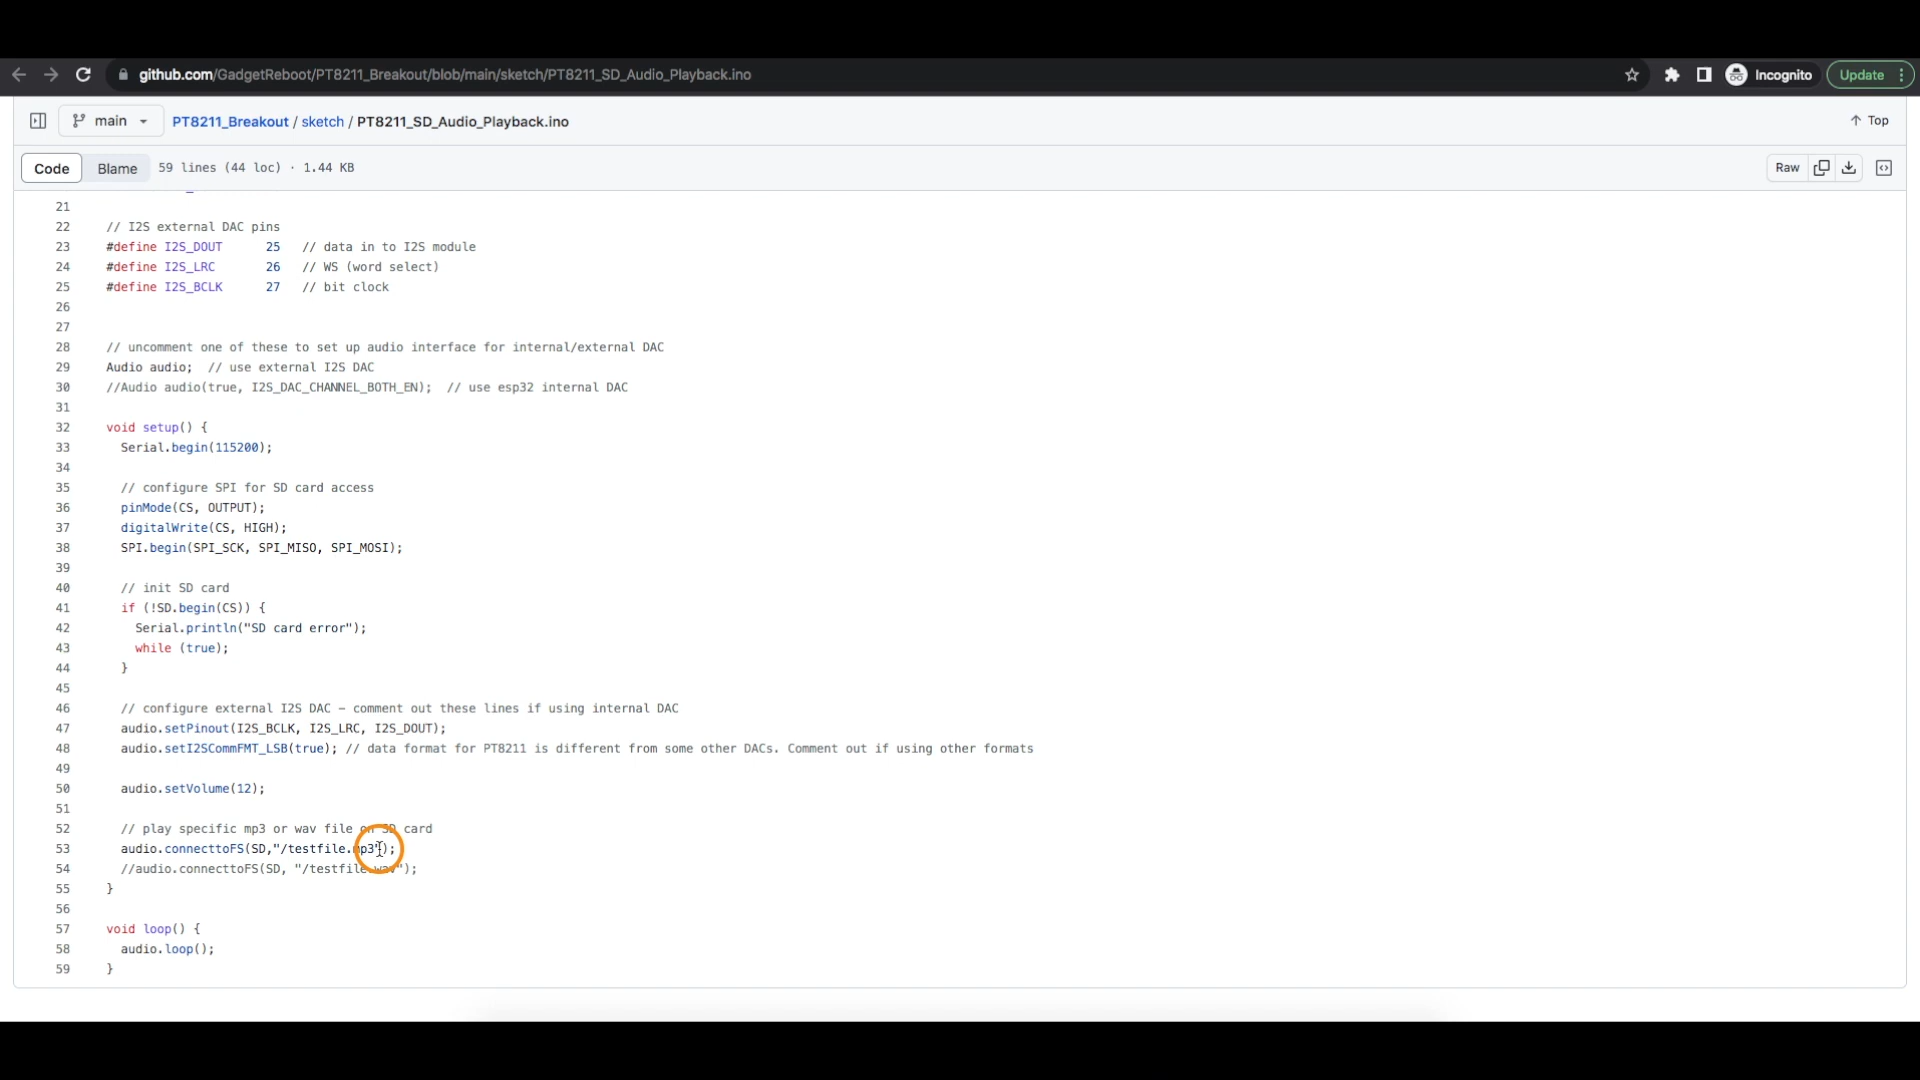 github.com/GadgetReboot/PT8211_Breakout/blob/main/sketch/PT8211_SD_Audio_Playback.ino
Incognito
Update
main
PT8211_Breakout / sketch / PT8211_SD_Audio_Playback.ino
Top
Code
Blame
59 lines (44 loc) · 1.44 KB
Raw
21
22 // I2S external DAC pins
23 #define I2S_DOUT 25 // data in to I2S module
24 #define I2S_LRC 26 // WS (word select)
25 #define I2S_BCLK 27 // bit clock
26
27
28 // uncomment one of these to set up audio interface for internal/external DAC
29 Audio audio; // use external I2S DAC
30 //Audio audio(true, I2S_DAC_CHANNEL_BOTH_EN); // use esp32 internal DAC
31
32 void setup() {
33 Serial.begin(115200);
34
35 // configure SPI for SD card access
36 pinMode(CS, OUTPUT);
37 digitalWrite(CS, HIGH);
38 SPI.begin(SPI_SCK, SPI_MISO, SPI_MOSI);
39
40 // init SD card
41 if (!SD.begin(CS)) {
42 Serial.println("SD card error");
43 while (true);
44 }
45
46 // configure external I2S DAC – comment out these lines if using internal DAC
47 audio.setPinout(I2S_BCLK, I2S_LRC, I2S_DOUT);
48 audio.setI2SCommFMT_LSB(true); // data format for PT8211 is different from some other DACs. Comment out if using other formats
49
50 audio.setVolume(12);
51
52 // play specific mp3 or wav file on SD card
53 audio.connecttoFS(SD,"/testfile.mp3");
54 //audio.connecttoFS(SD, "/testfile.wav");
55 }
56
57 void loop() {
58 audio.loop();
59 }